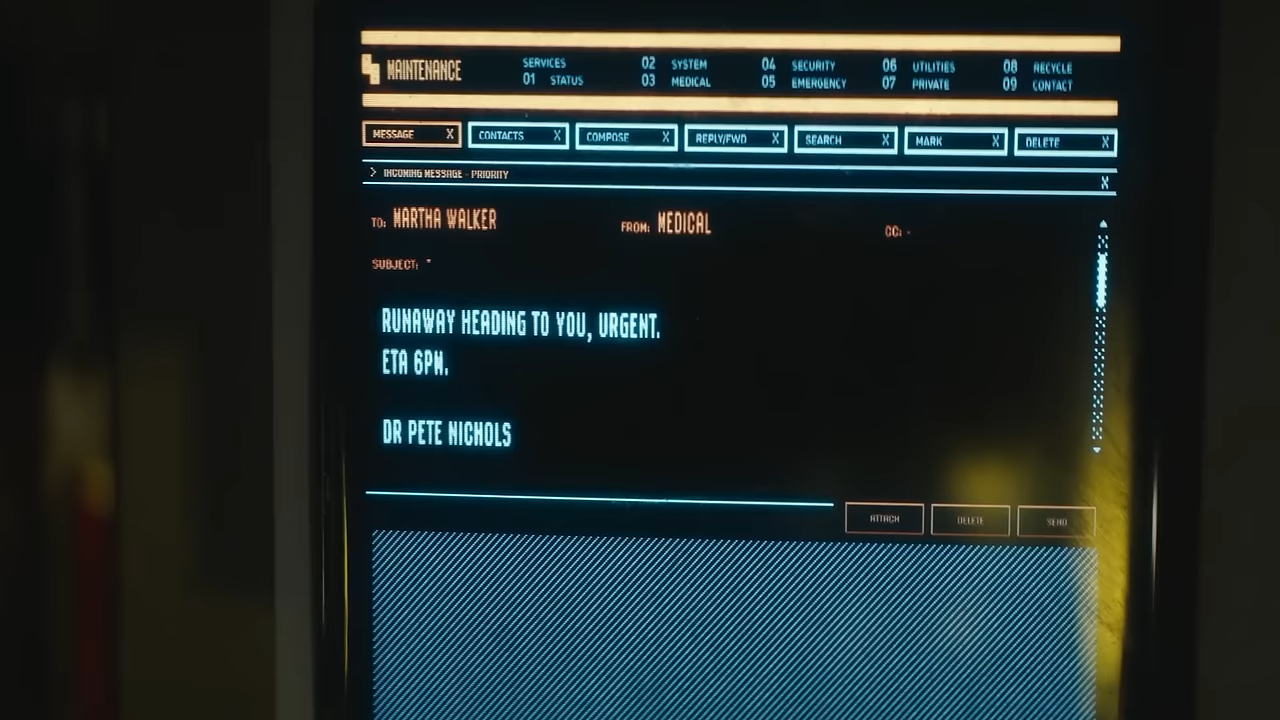 MAINTENANCE
SERVICES 02 SYSTEM 04 SECURITY 06 UTILITIES 08 RECYCLE
01 STATUS 03 MEDICAL 05 EMERGENCY 07 PRIVATE 09 CONTACT
MESSAGE X CONTACTS X COMPOSE X REPLY/FWD X SEARCH X MARK X DELETE X
> INCOMING MESSAGE - PRIORITY X
TO: MARTHA WALKER FROM: MEDICAL CC: -
SUBJECT: "
RUNAWAY HEADING TO YOU, URGENT.
ETA 6PM.
DR PETE NICHOLS
ATTACH DELETE SEND